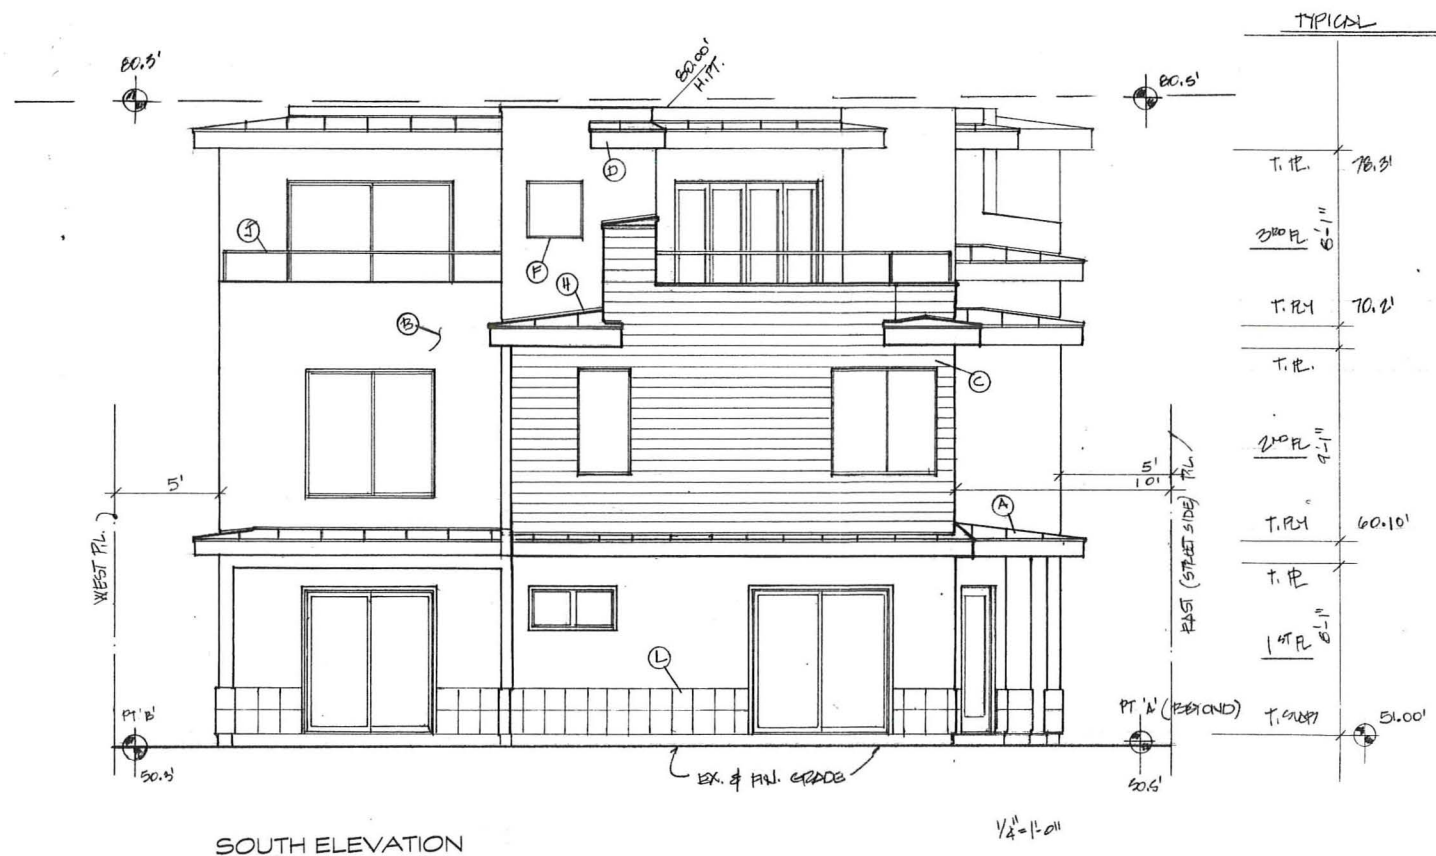 TYPICAL
80.3'
80.00'
H.PT.
80.5'
T. PL. 78.3'
D
3RD FL 8'-1"
J
F
H
T. PLY 70.2'
B
T. PL.
C
2ND FL 9'-1"
5'
5'
10'
WEST P.L.
EAST (STREET SIDE) P.L.
A
T. PLY 60.10'
T. PL
1ST FL 8'-1"
L
PT 'B'
PT 'A' (BEYOND)
T. SLAB
51.00'
50.3'
EX. & FIN. GRADE
50.5'
1/4" = 1'-0"
SOUTH ELEVATION